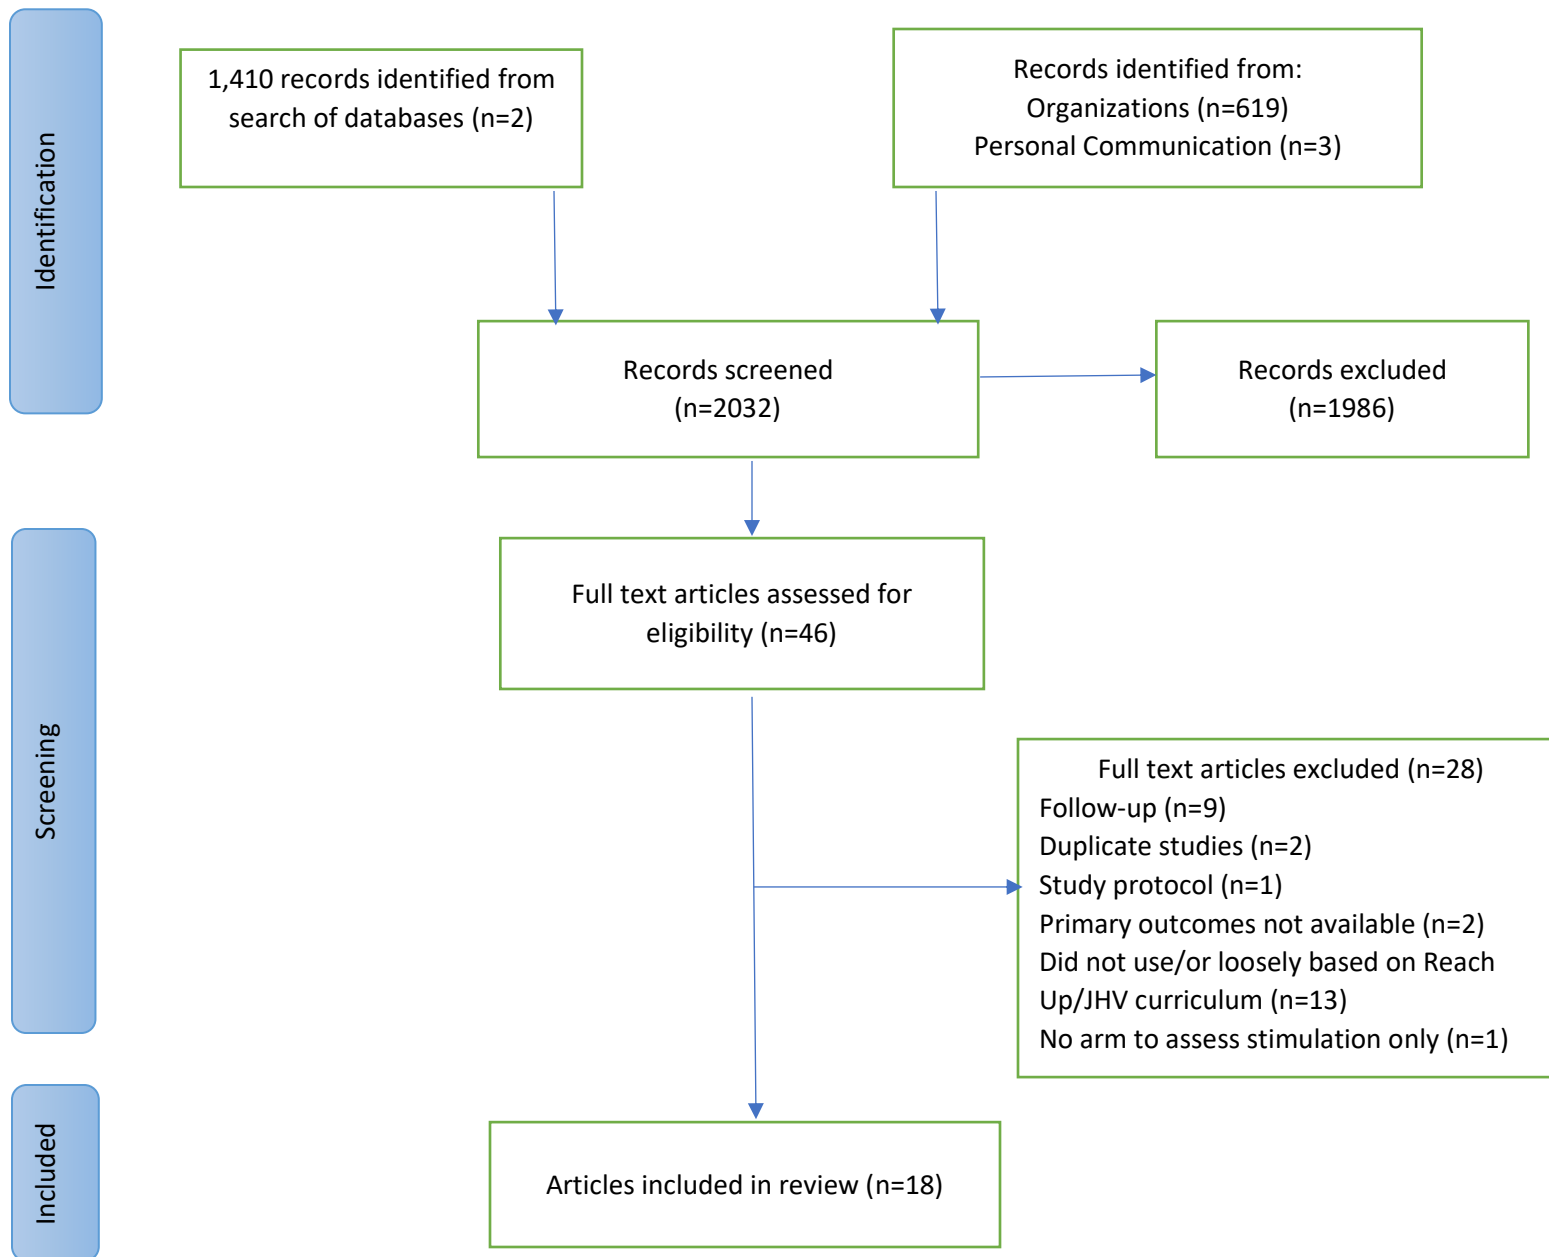 Identification
1,410 records identified from
search of databases (n=2)
Records identified from:
Organizations (n=619)
Personal Communication (n=3)
Records screened
(n=2032)
Records excluded
(n=1986)
Screening
Full text articles assessed for
eligibility (n=46)
Full text articles excluded (n=28)
Follow-up (n=9)
Duplicate studies (n=2)
Study protocol (n=1)
Primary outcomes not available (n=2)
Did not use/or loosely based on Reach
Up/JHV curriculum (n=13)
No arm to assess stimulation only (n=1)
Included
Articles included in review (n=18)